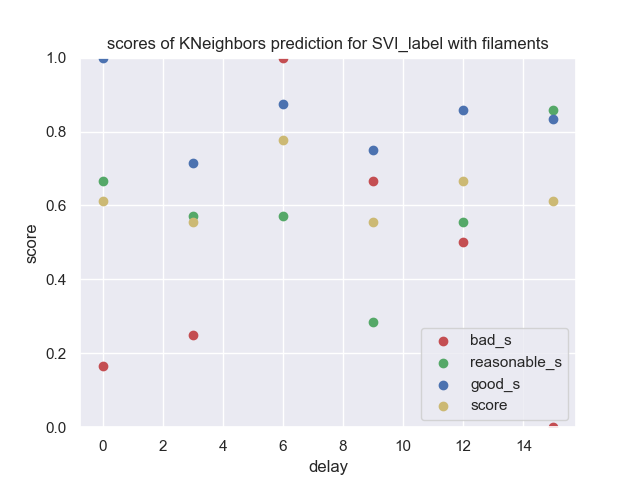 scores of KNeighbors prediction for SVI_label with filaments
1.0
0.8
0.6
0.4
0.2
0.0
score
0 2 4 6 8 10 12 14
delay
bad_s
reasonable_s
good_s
score